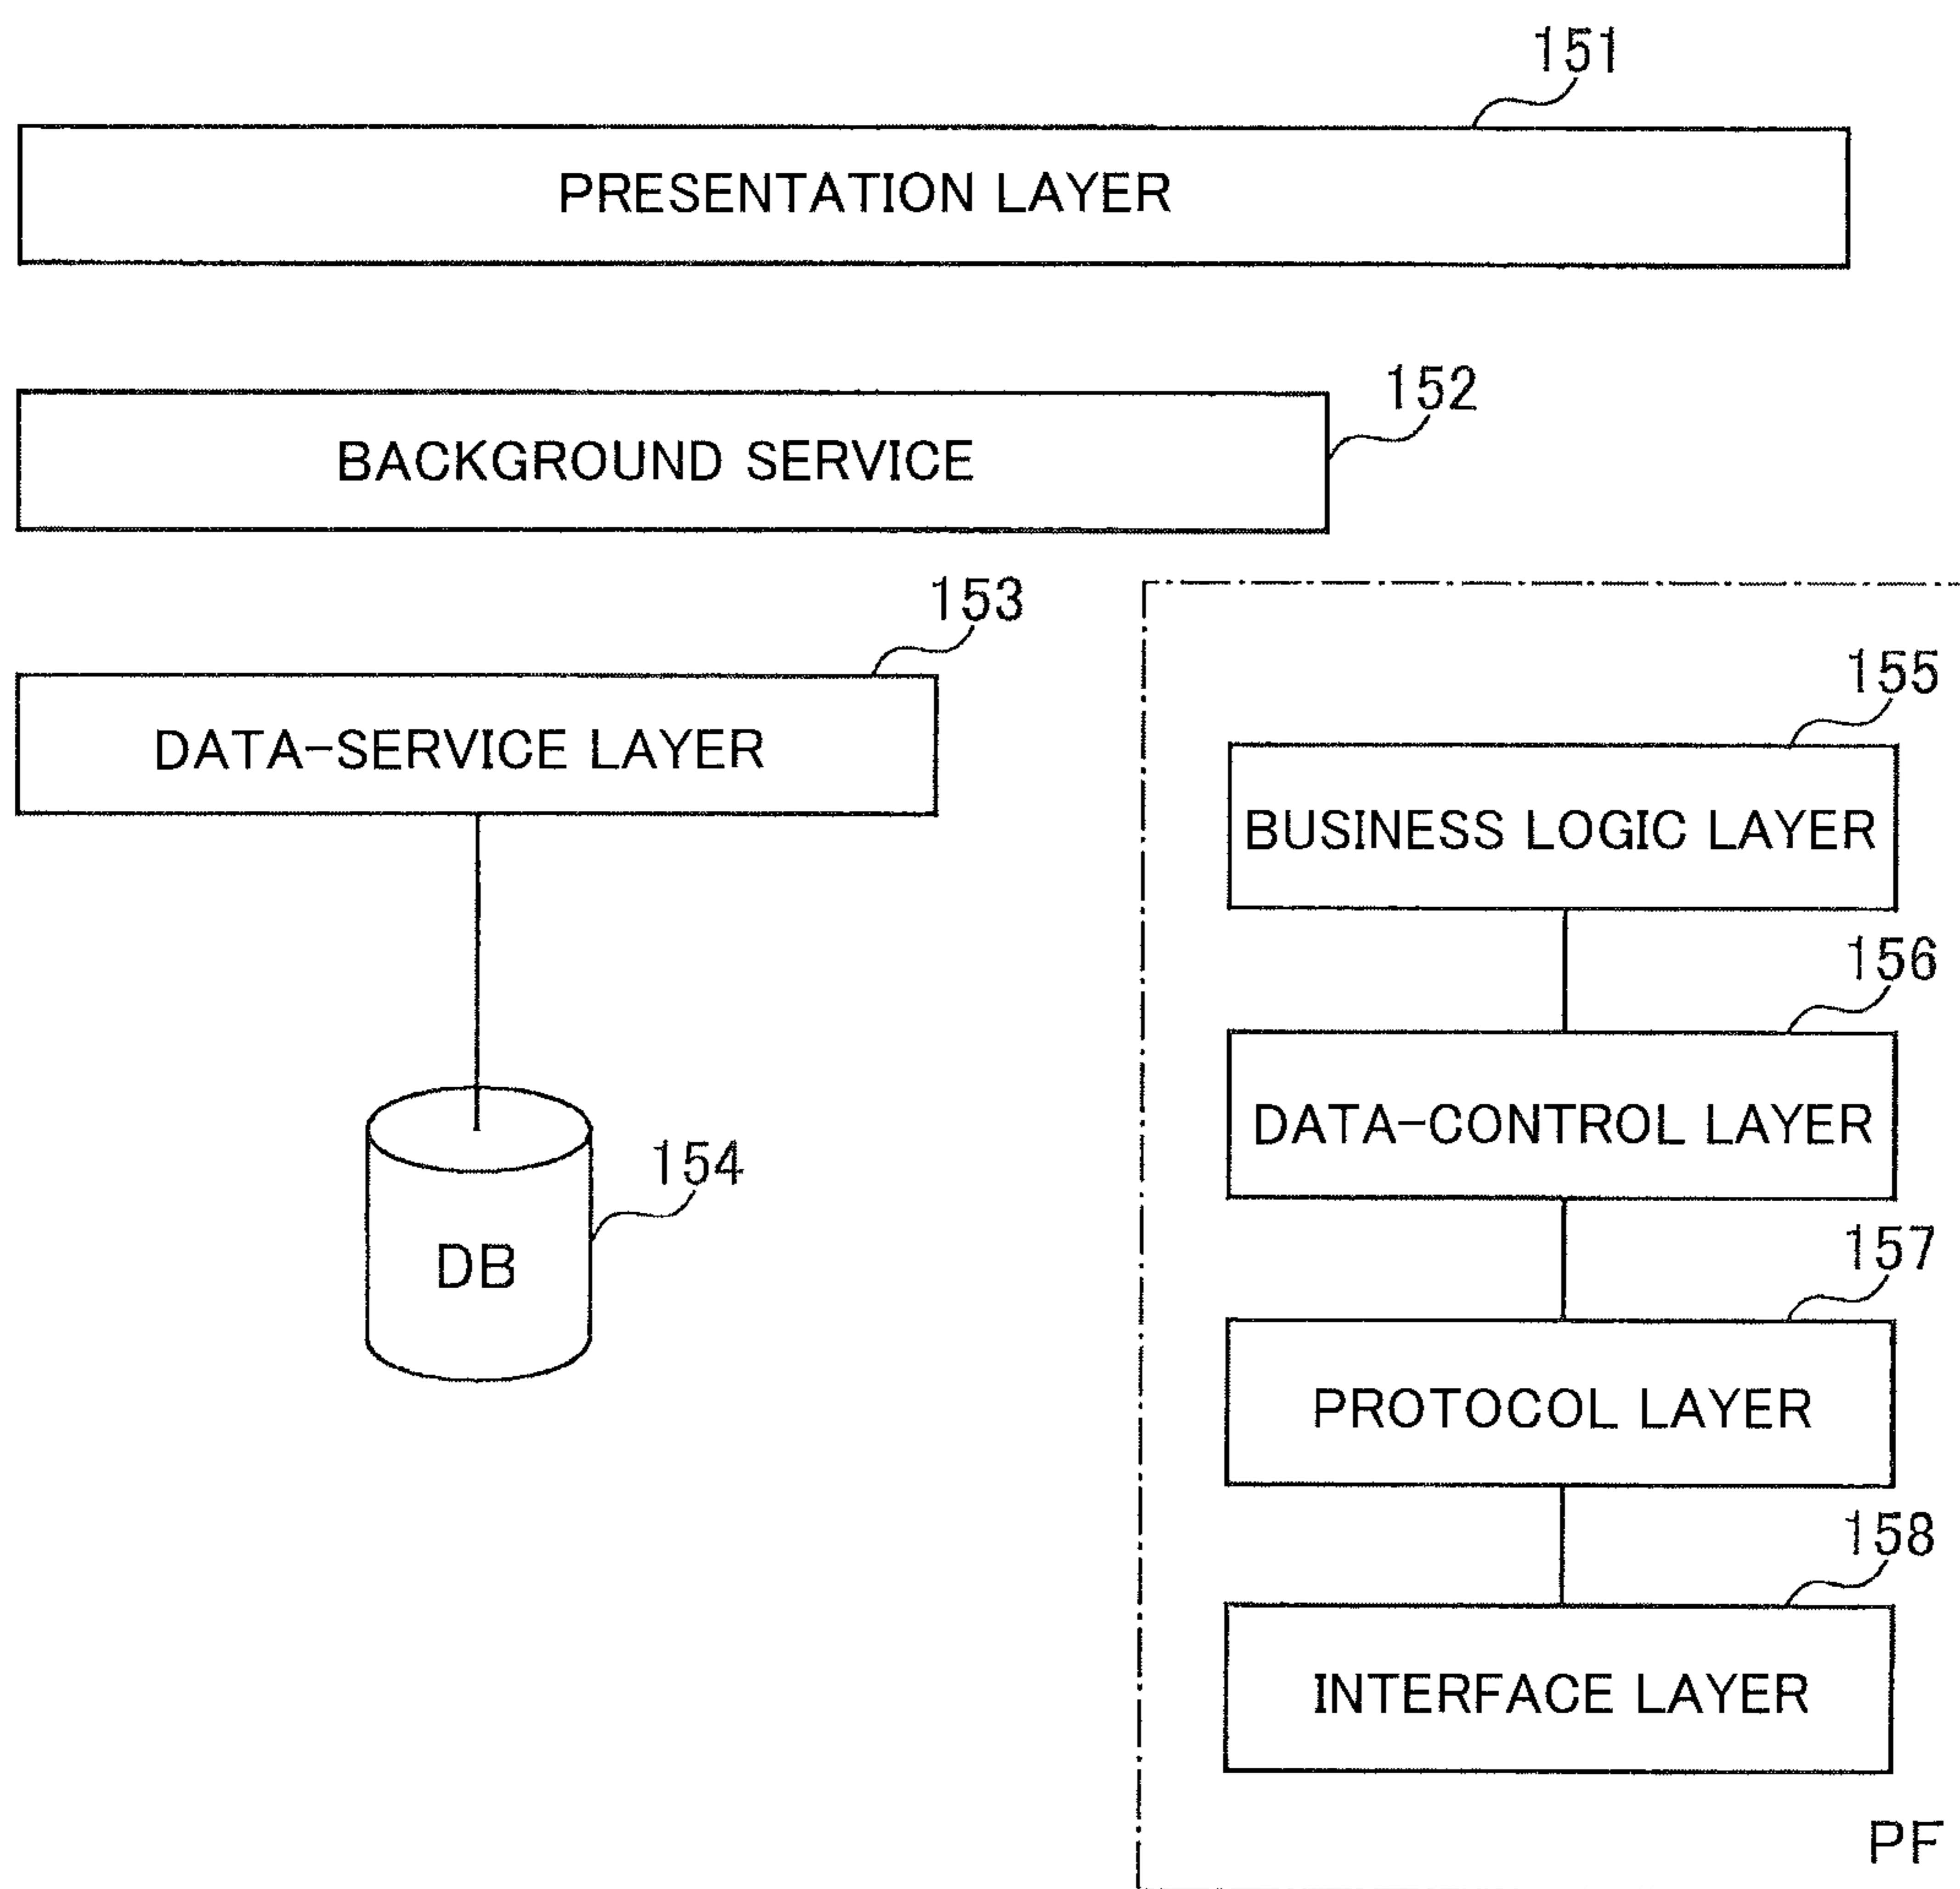 151
PRESENTATION LAYER
152
BACKGROUND SERVICE
153
DATA-SERVICE LAYER
154
DB
155
BUSINESS LOGIC LAYER
156
DATA-CONTROL LAYER
157
PROTOCOL LAYER
158
INTERFACE LAYER
PF